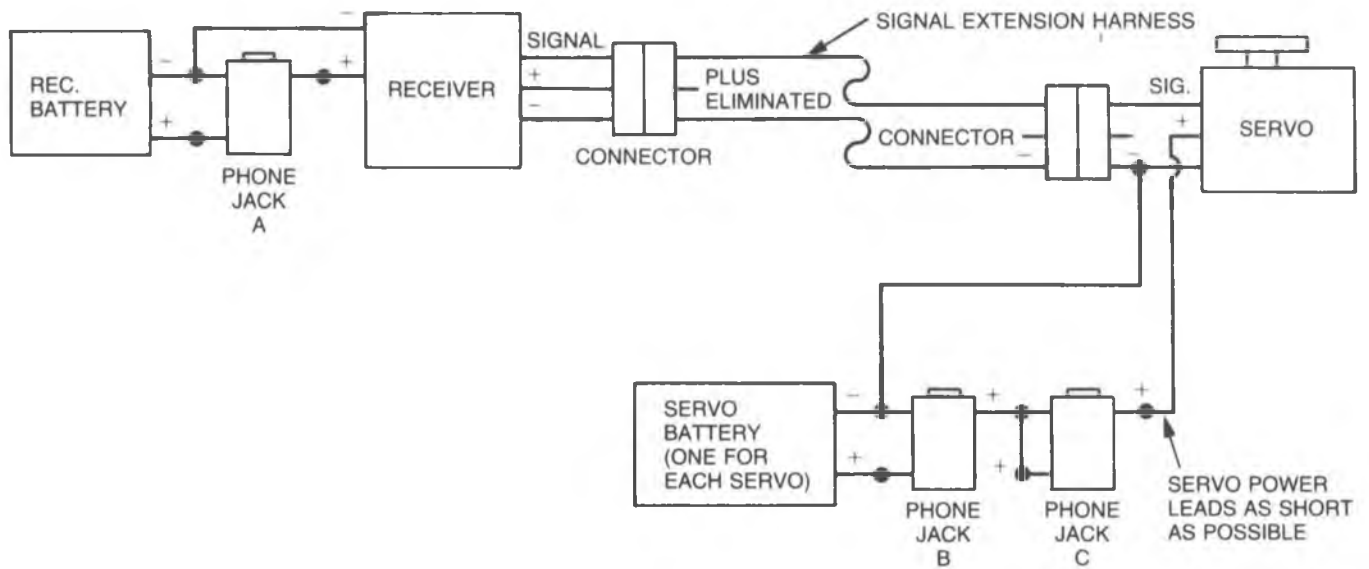 SIGNAL EXTENSION HARNESS
−
REC.
BATTERY
−
+
+
RECEIVER
SIGNAL
+
−
PLUS
ELIMINATED
CONNECTOR
PHONE
JACK
A
CONNECTOR
−
SIG.
+
−
SERVO
SERVO
BATTERY
(ONE FOR
EACH SERVO)
−
+
+
+
+
PHONE
JACK
B
PHONE
JACK
C
SERVO POWER
LEADS AS SHORT
AS POSSIBLE